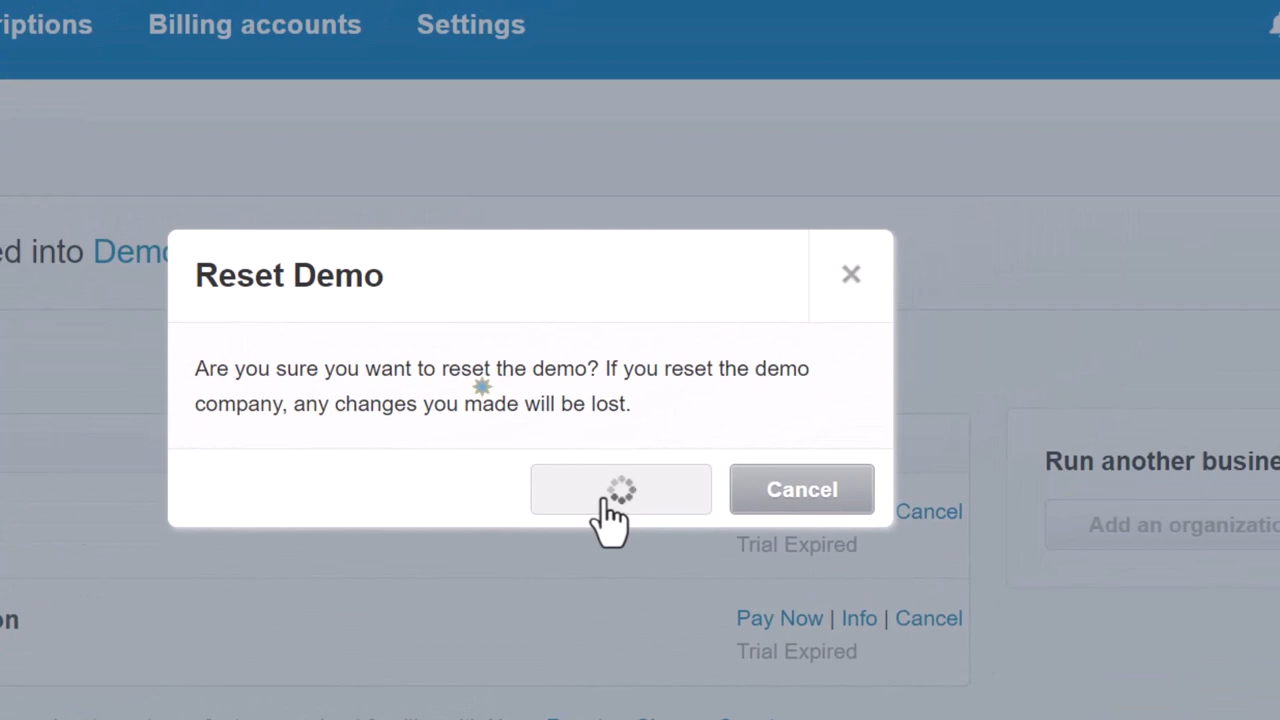 Billing accounts Settings
ed into Demo
Reset Demo
Are you sure you want to reset the demo? If you reset the demo
company, any changes you made will be lost.
Cancel
Run another busine
Cancel
Add an organizatio
Trial Expired
on
Pay Now | Info | Cancel
Trial Expired